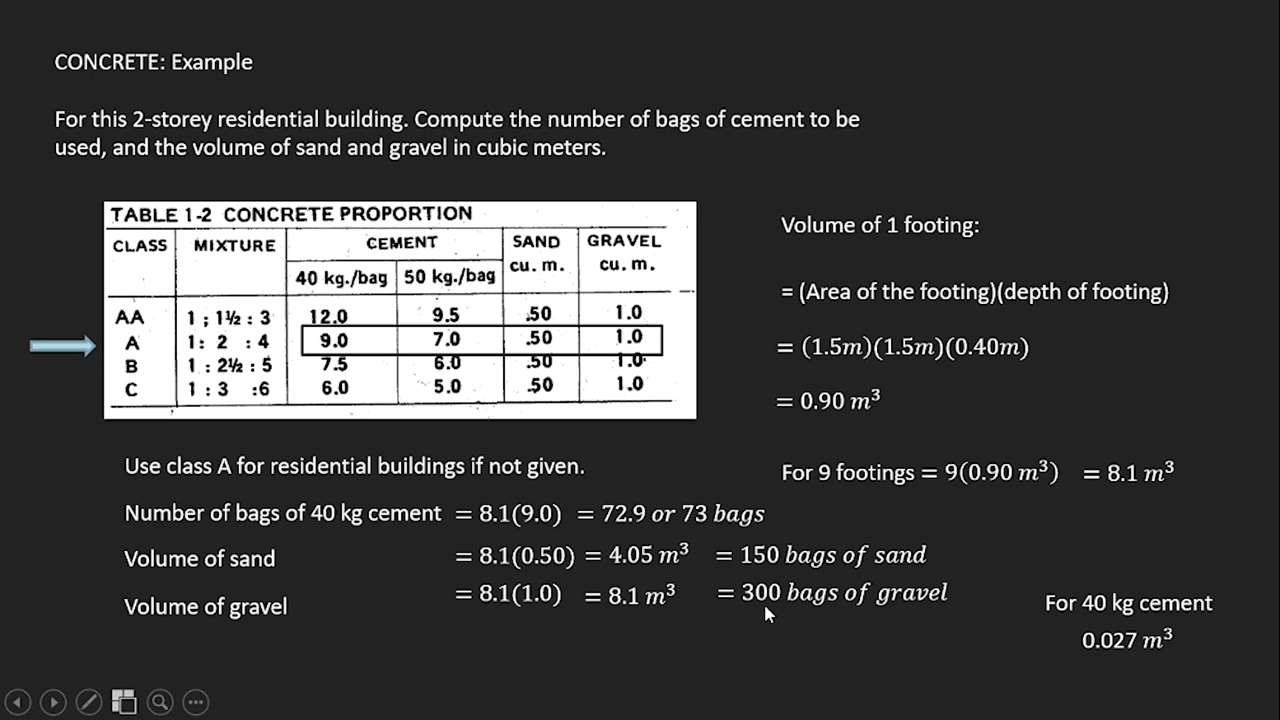 CONCRETE: Example
For this 2-storey residential building. Compute the number of bags of cement to be
used, and the volume of sand and gravel in cubic meters.
TABLE 1-2 CONCRETE PROPORTION
CLASS MIXTURE CEMENT SAND GRAVEL
40 kg./bag 50 kg./bag cu. m. cu. m.
AA 1 ; 1½ : 3 12.0 9.5 .50 1.0
A 1: 2 : 4 9.0 7.0 .50 1.0
B 1 : 2½ : 5 7.5 6.0 .50 1.0
C 1 : 3 :6 6.0 5.0 .50 1.0
Volume of 1 footing:
= (Area of the footing)(depth of footing)
= (1.5m)(1.5m)(0.40m)
= 0.90 m³
For 9 footings = 9(0.90 m³) = 8.1 m³
Use class A for residential buildings if not given.
Number of bags of 40 kg cement = 8.1(9.0) = 72.9 or 73 bags
Volume of sand = 8.1(0.50) = 4.05 m³ = 150 bags of sand
Volume of gravel = 8.1(1.0) = 8.1 m³ = 300 bags of gravel
For 40 kg cement
0.027 m³